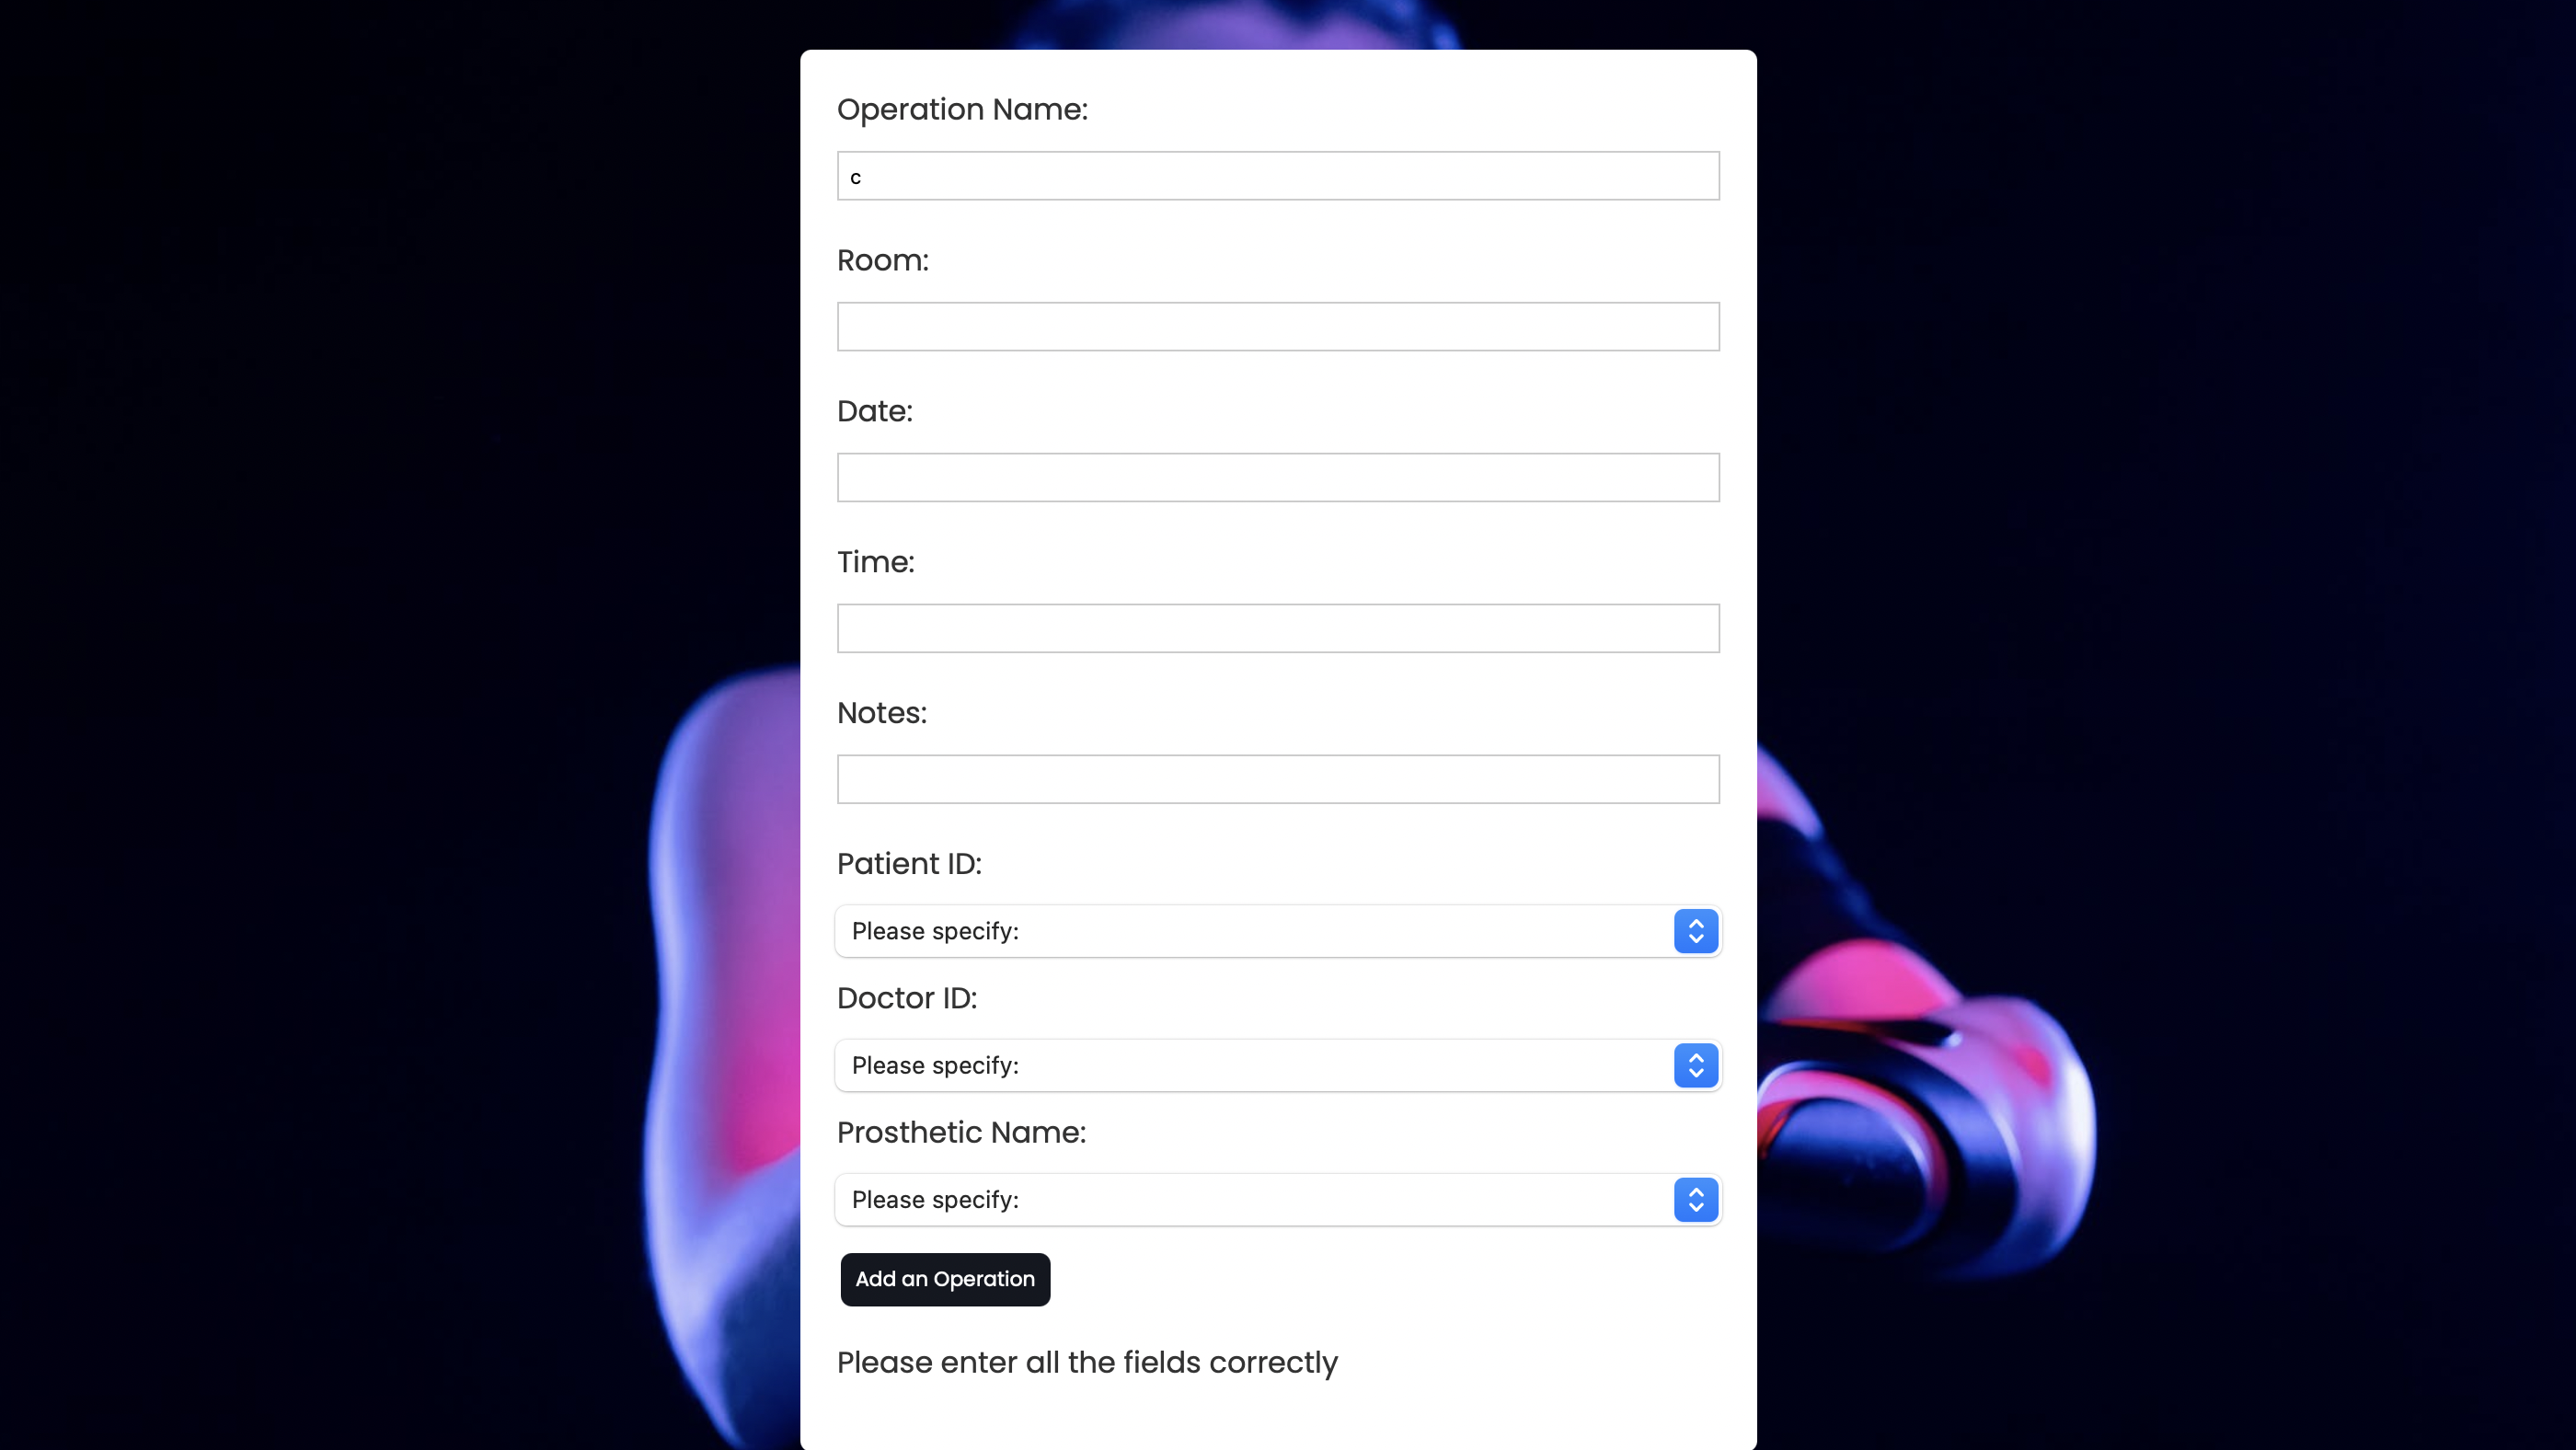 Operation Name:
c
Room:
Date:
Time:
Notes:
Patient ID:
Please specify:
Doctor ID:
Please specify:
Prosthetic Name:
Please specify:
Add an Operation
Please enter all the fields correctly